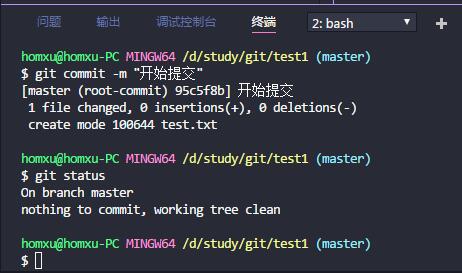 问题 输出 调试控制台 终端 2: bash
homxu@homxu-PC MINGW64 /d/study/git/test1 (master)
$ git commit -m "开始提交"
[master (root-commit) 95c5f8b] 开始提交
 1 file changed, 0 insertions(+), 0 deletions(-)
 create mode 100644 test.txt
homxu@homxu-PC MINGW64 /d/study/git/test1 (master)
$ git status
On branch master
nothing to commit, working tree clean
homxu@homxu-PC MINGW64 /d/study/git/test1 (master)
$